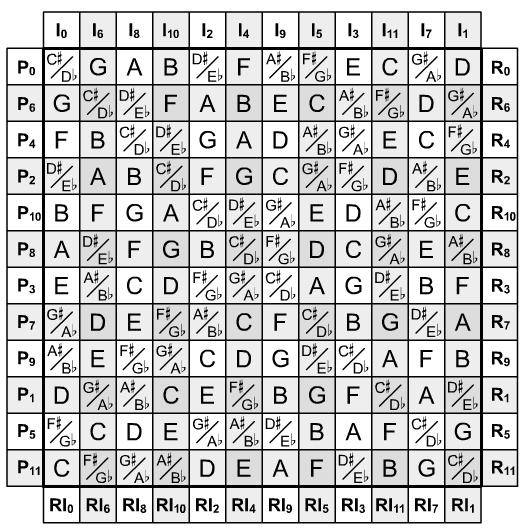 I₀ I₆ I₈ I₁₀ I₂ I₄ I₉ I₅ I₃ I₁₁ I₇ I₁
P₀ C♯/D♭ G A B D♯/E♭ F A♯/B♭ F♯/G♭ E C G♯/A♭ D R₀
P₆ G C♯/D♭ D♯/E♭ F A B E C A♯/B♭ F♯/G♭ D G♯/A♭ R₆
P₄ F B C♯/D♭ D♯/E♭ G A D A♯/B♭ G♯/A♭ E C F♯/G♭ R₄
P₂ D♯/E♭ A B C♯/D♭ F G C G♯/A♭ F♯/G♭ D A♯/B♭ E R₂
P₁₀ B F G A C♯/D♭ D♯/E♭ G♯/A♭ E D A♯/B♭ F♯/G♭ C R₁₀
P₈ A D♯/E♭ F G B C♯/D♭ F♯/G♭ D C G♯/A♭ E A♯/B♭ R₈
P₃ E A♯/B♭ C D F♯/G♭ G♯/A♭ C♯/D♭ A G D♯/E♭ B F R₃
P₇ G♯/A♭ D E F♯/G♭ A♯/B♭ C F C♯/D♭ B G D♯/E♭ A R₇
P₉ A♯/B♭ E F♯/G♭ G♯/A♭ C D G D♯/E♭ C♯/D♭ A F B R₉
P₁ D G♯/A♭ A♯/B♭ C E F♯/G♭ B G F C♯/D♭ A D♯/E♭ R₁
P₅ F♯/G♭ C D E G♯/A♭ A♯/B♭ D♯/E♭ B A F C♯/D♭ G R₅
P₁₁ C F♯/G♭ G♯/A♭ A♯/B♭ D E A F D♯/E♭ B G C♯/D♭ R₁₁
RI₀ RI₆ RI₈ RI₁₀ RI₂ RI₄ RI₉ RI₅ RI₃ RI₁₁ RI₇ RI₁